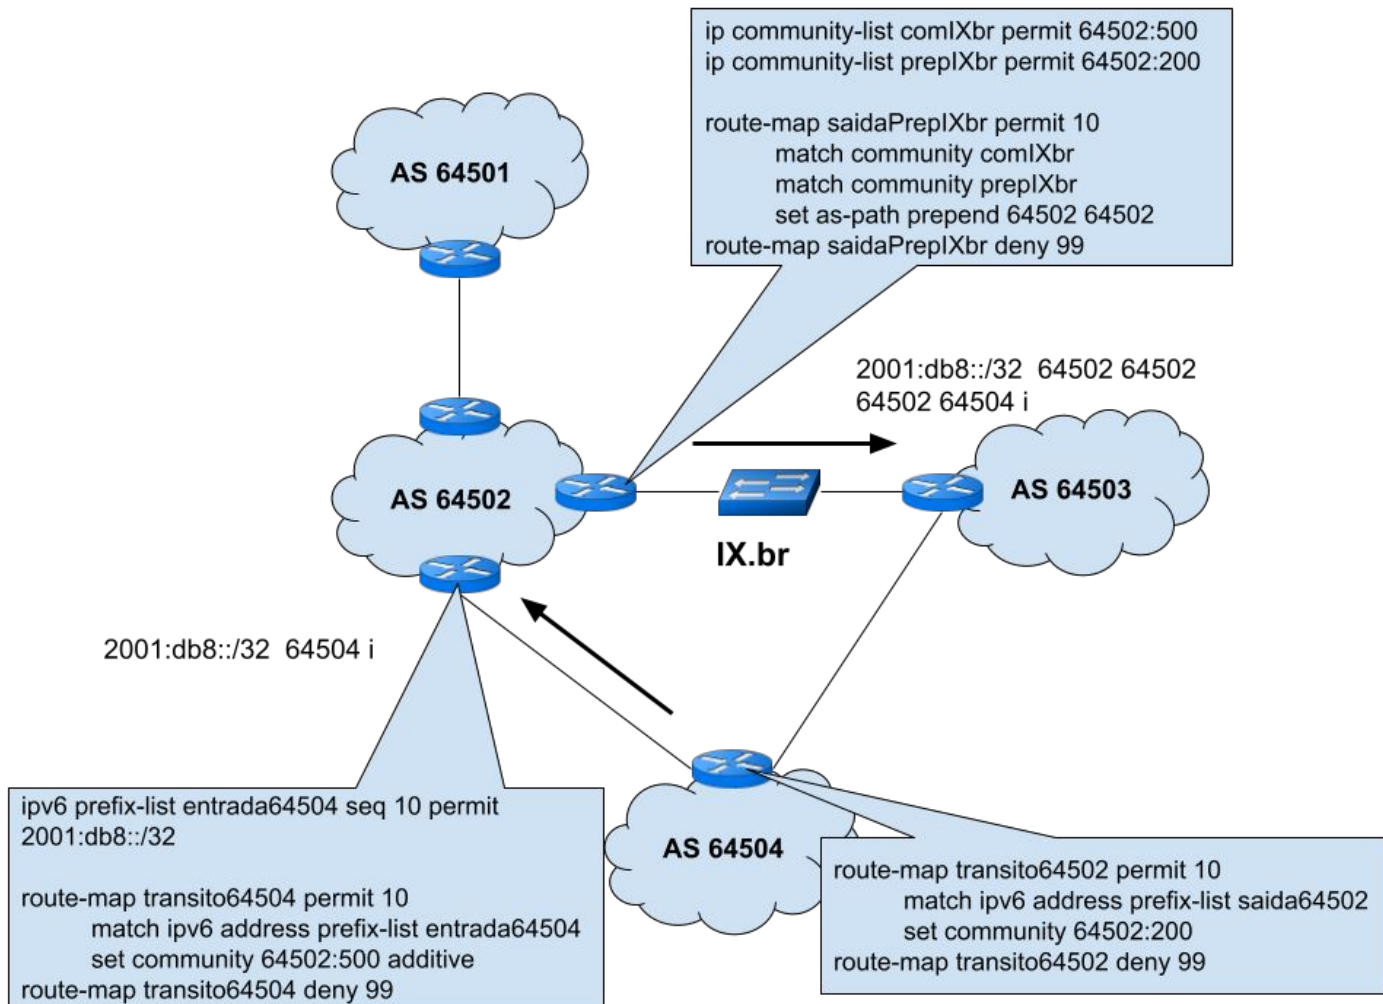 ip community-list comIXbr permit 64502:500
ip community-list prepIXbr permit 64502:200
route-map saidaPrepIXbr permit 10
match community comIXbr
match community prepIXbr
set as-path prepend 64502 64502
route-map saidaPrepIXbr deny 99
AS 64501
2001:db8::/32  64502 64502
64502 64504 i
AS 64502
AS 64503
IX.br
2001:db8::/32  64504 i
ipv6 prefix-list entrada64504 seq 10 permit
2001:db8::/32
route-map transito64504 permit 10
match ipv6 address prefix-list entrada64504
set community 64502:500 additive
route-map transito64504 deny 99
AS 64504
route-map transito64502 permit 10
match ipv6 address prefix-list saida64502
set community 64502:200
route-map transito64502 deny 99